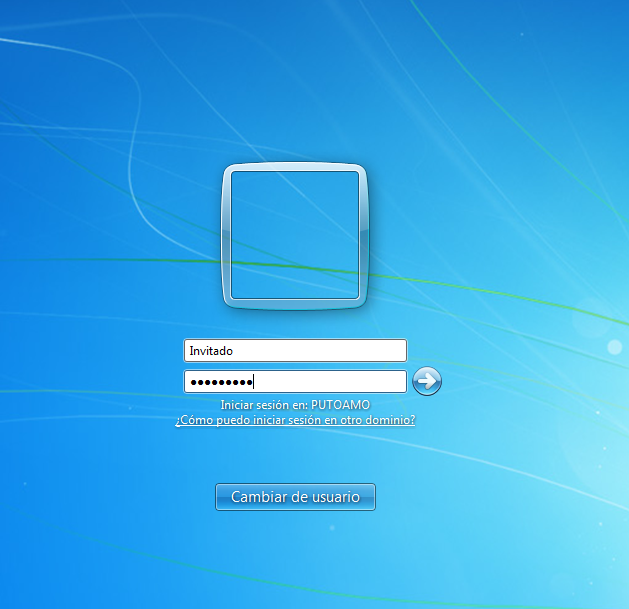 Invitado
●●●●●●●●●
Iniciar sesión en: PUTOAMO
¿Cómo puedo iniciar sesión en otro dominio?
Cambiar de usuario